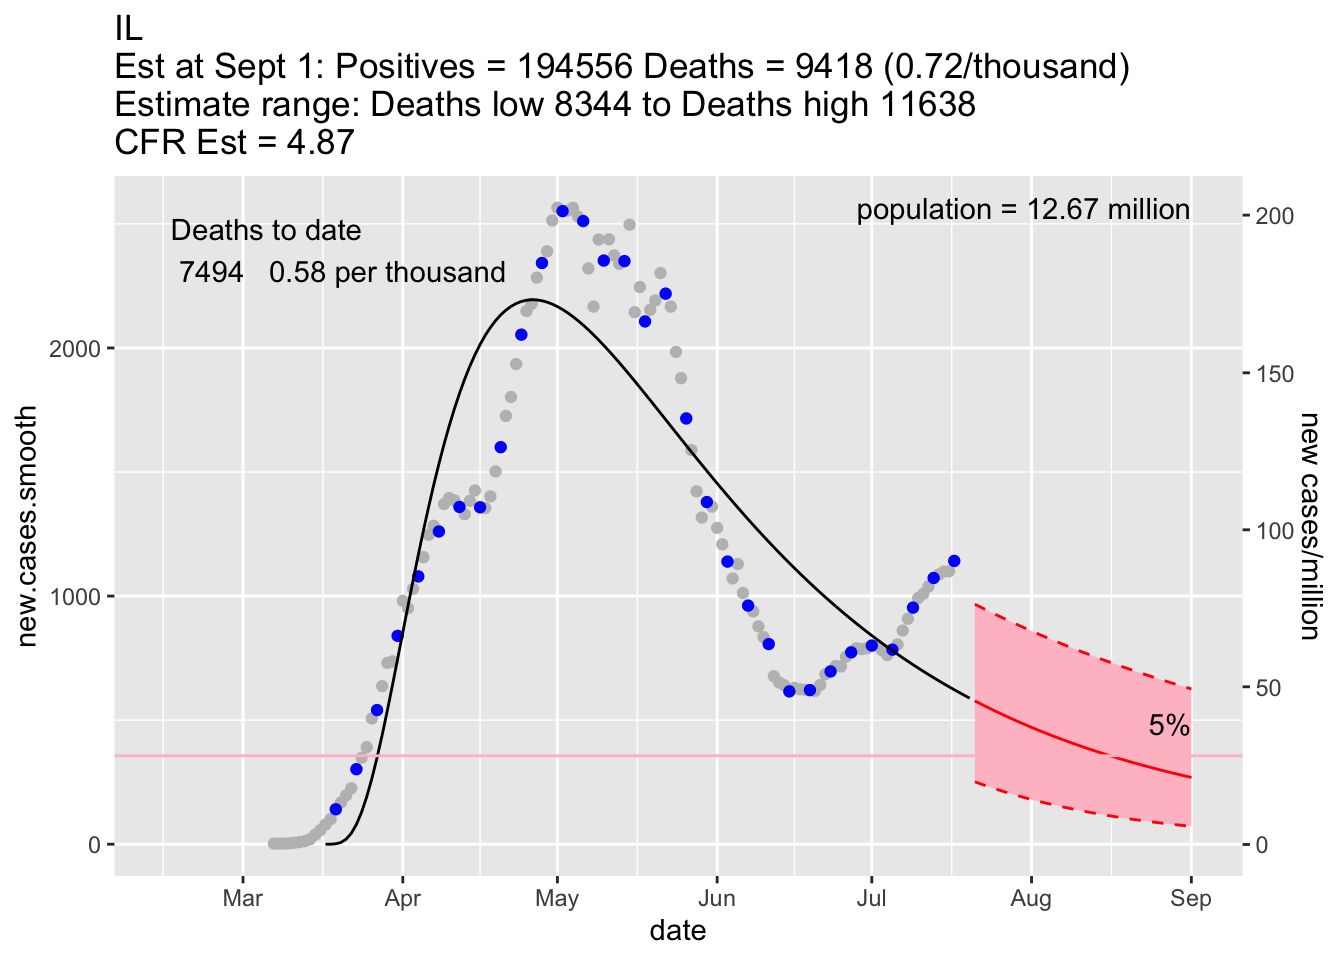 IL
Est at Sept 1: Positives = 194556 Deaths = 9418 (0.72/thousand)
Estimate range: Deaths low 8344 to Deaths high 11638
CFR Est = 4.87
Deaths to date
7494 0.58 per thousand
population = 12.67 million
5%
new.cases.smooth
2000
1000
0
200
150
100
50
0
new cases/million
Mar Apr May Jun Jul Aug Sep
date